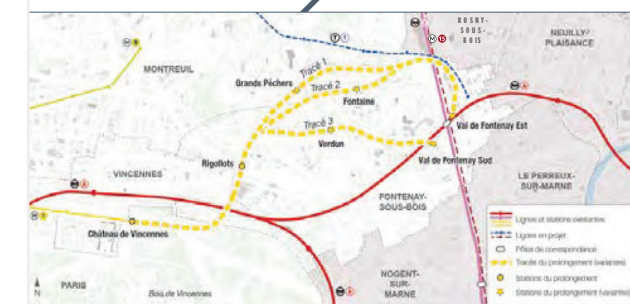 ROSNY-
SOUS-
BOIS
NEUILLY-
PLAISANCE
M 15
T 1
M 9
MONTREUIL
Tracé 1
Grands Pêchers
Tracé 2
Fontaine
A
Tracé 3
Val de Fontenay Est
Verdun
Rigollots
Val de Fontenay Sud
VINCENNES
A
LE PERREUX-
SUR-MARNE
FONTENAY-
SOUS-BOIS
Château de Vincennes
N
PARIS
Bois de Vincennes
NOGENT-
SUR-
MARNE
A
Lignes et stations existantes
Lignes en projet
Pôles de correspondance
Tracés du prolongement (variantes)
Stations du prolongement
Stations du prolongement (variantes)